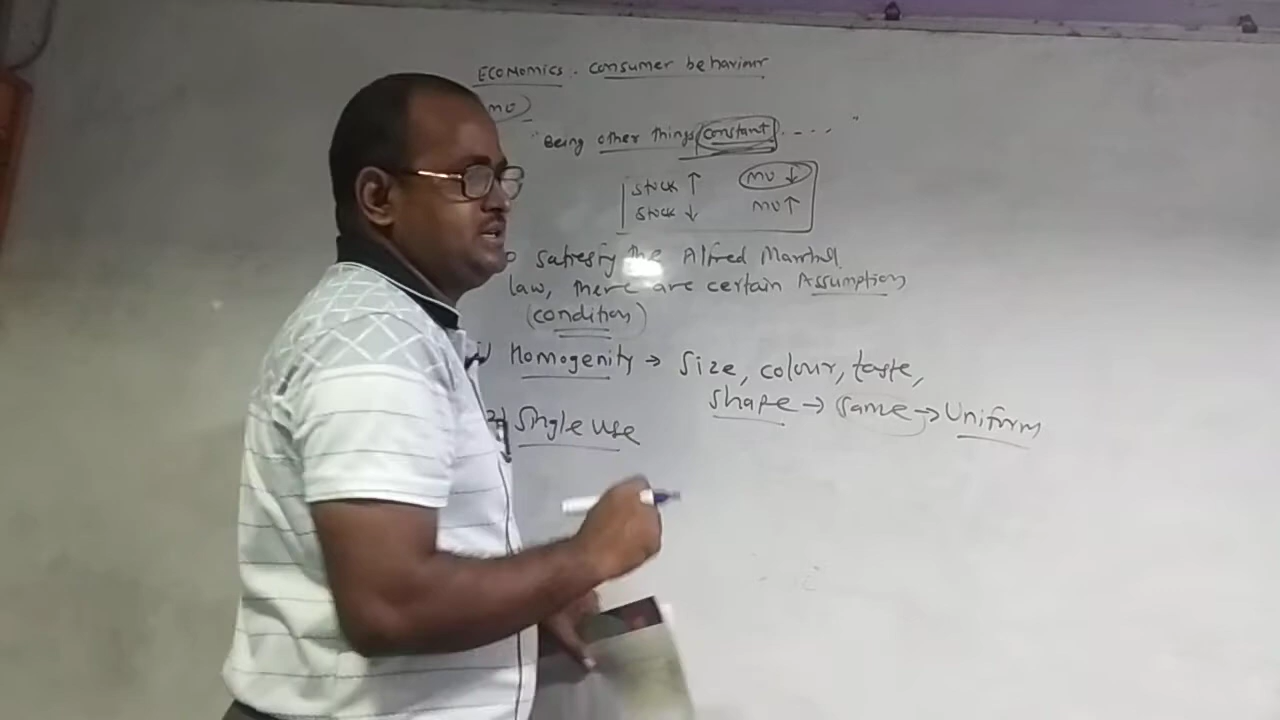 ECONOMICS. Consumer behaviour
mu)
"Being other things constant. - - - - "
Stock ↑ mu ↓
Stock ↓ mu ↑
satisfy the Alfred Marshall
law, there are certain Assumption
(condition)
1) Homogenity → Size, colour, taste,
shape → same → Uniform
2) Single use